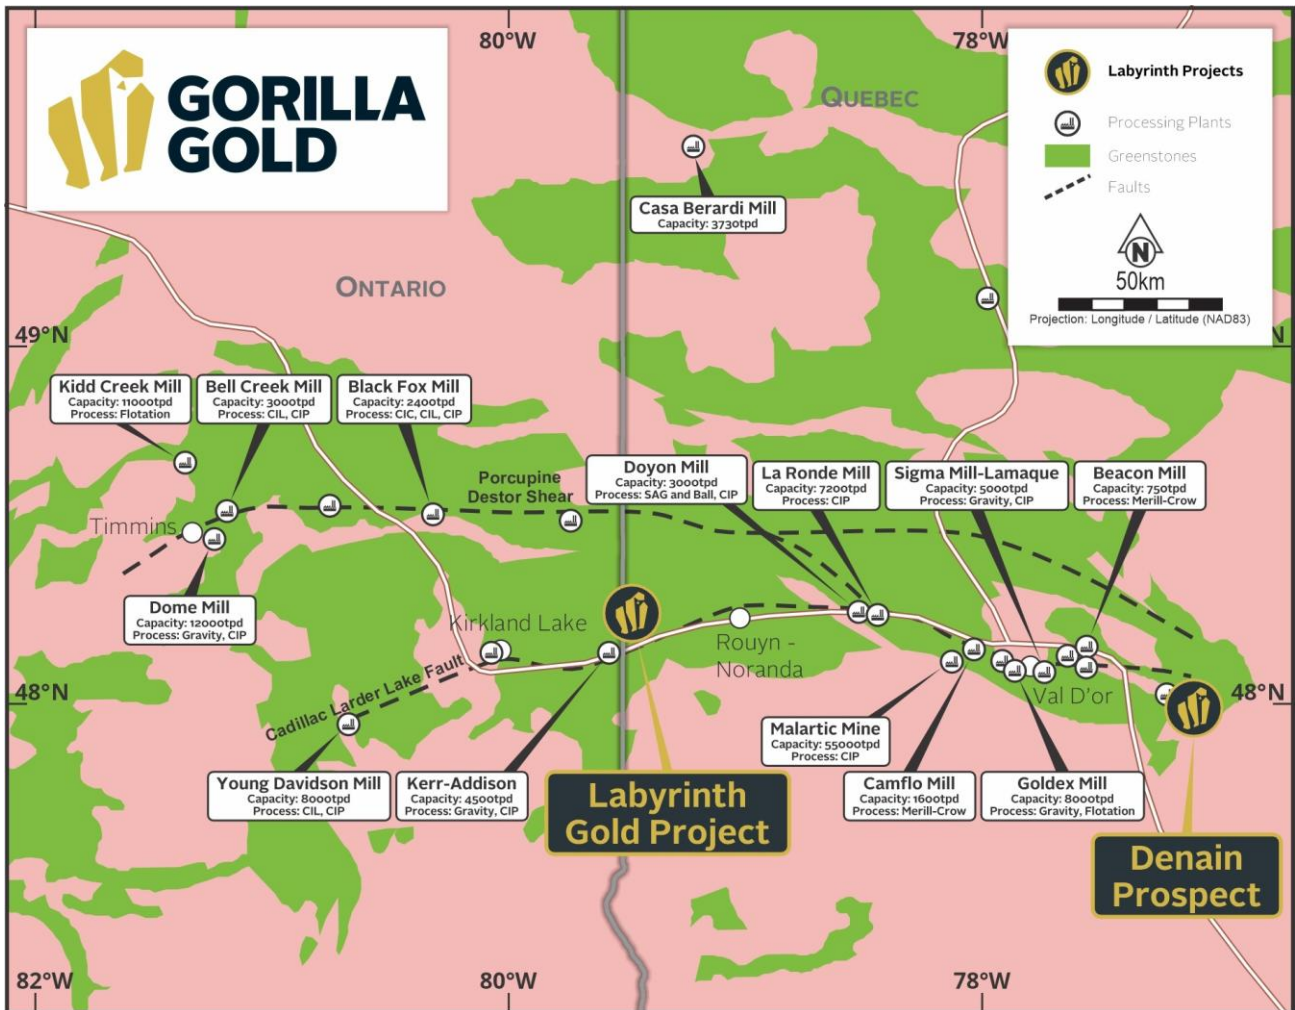 80°W
78°W
GORILLA
GOLD
QUEBEC
Labyrinth Projects
Processing Plants
Greenstones
Faults
N
50km
Projection: Longitude / Latitude (NAD83)
Casa Berardi Mill
Capacity: 3730tpd
ONTARIO
49°N
N
Kidd Creek Mill
Capacity: 11000tpd
Process: Flotation
Bell Creek Mill
Capacity: 3000tpd
Process: CIL, CIP
Black Fox Mill
Capacity: 2400tpd
Process: CIC, CIL, CIP
Porcupine
Destor Shear
Doyon Mill
Capacity: 3000tpd
Process: SAG and Ball, CIP
La Ronde Mill
Capacity: 7200tpd
Process: CIP
Sigma Mill-Lamaque
Capacity: 5000tpd
Process: Gravity, CIP
Beacon Mill
Capacity: 750tpd
Process: Merill-Crow
Timmins
Dome Mill
Capacity: 12000tpd
Process: Gravity, CIP
Kirkland Lake
Rouyn -
Noranda
Cadillac Larder Lake Fault
Val D'or
48°N
48°N
Young Davidson Mill
Capacity: 8000tpd
Process: CIL, CIP
Kerr-Addison
Capacity: 4500tpd
Process: Gravity, CIP
Labyrinth
Gold Project
Malartic Mine
Capacity: 55000tpd
Process: CIP
Camflo Mill
Capacity: 1600tpd
Process: Merill-Crow
Goldex Mill
Capacity: 8000tpd
Process: Gravity, Flotation
Denain
Prospect
82°W
80°W
78°W